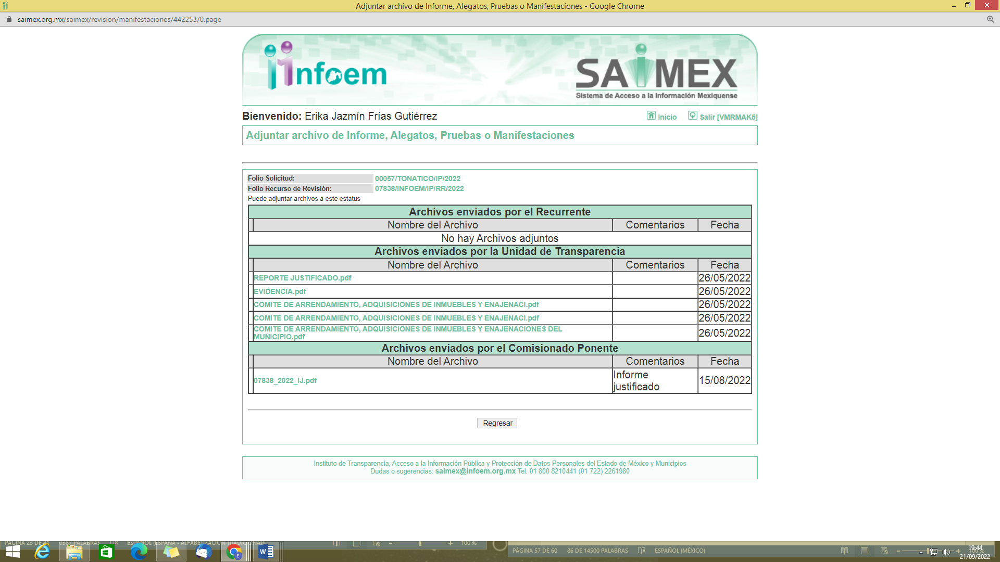 Adjuntar archivo de Informe, Alegatos, Pruebas o Manifestaciones - Google Chrome
saimex.org.mx/saimex/revision/manifestaciones/442253/0.page
infoem
SAIMEX
Sistema de Acceso a la Información Mexiquense
Bienvenido: Erika Jazmín Frías Gutiérrez
Inicio Salir [VMRMAK5]
Adjuntar archivo de Informe, Alegatos, Pruebas o Manifestaciones
Folio Solicitud: 00057/TONATICO/IP/2022
Folio Recurso de Revisión: 07838/INFOEM/IP/RR/2022
Puede adjuntar archivos a este estatus
Archivos enviados por el Recurrente
Nombre del Archivo Comentarios Fecha
No hay Archivos adjuntos
Archivos enviados por la Unidad de Transparencia
Nombre del Archivo Comentarios Fecha
REPORTE JUSTIFICADO.pdf 26/05/2022
EVIDENCIA.pdf 26/05/2022
COMITE DE ARRENDAMIENTO, ADQUISICIONES DE INMUEBLES Y ENAJENACI.pdf 26/05/2022
COMITE DE ARRENDAMIENTO, ADQUISICIONES DE INMUEBLES Y ENAJENACI.pdf 26/05/2022
COMITE DE ARRENDAMIENTO, ADQUISICIONES DE INMUEBLES Y ENAJENACIONES DEL
MUNICIPIO.pdf 26/05/2022
Archivos enviados por el Comisionado Ponente
Nombre del Archivo Comentarios Fecha
07838_2022_IJ.pdf Informe justificado 15/08/2022
Regresar
Instituto de Transparencia, Acceso a la Información Pública y Protección de Datos Personales del Estado de México y Municipios
Dudas o sugerencias: saimex@infoem.org.mx Tel. 01 800 8210441 (01 722) 2261980
100 %
PÁGINA 57 DE 60 86 DE 14500 PALABRAS ESPAÑOL (MÉXICO)
19:44
21/09/2022